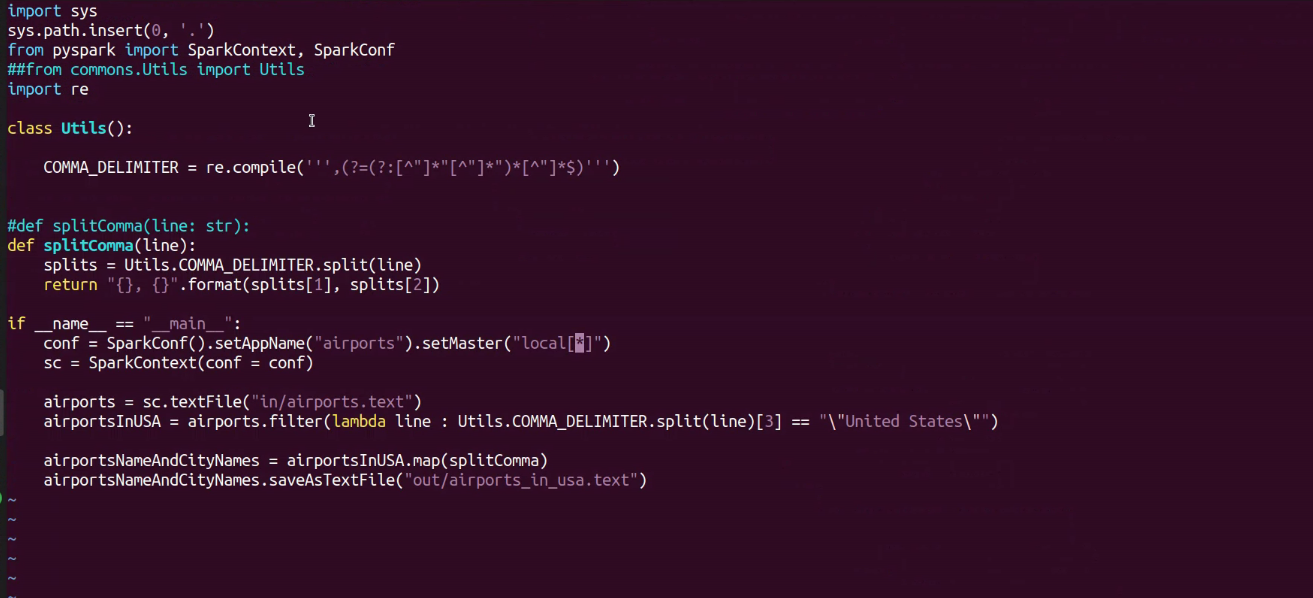 import sys
sys.path.insert(0, '.')
from pyspark import SparkContext, SparkConf
##from commons.Utils import Utils
import re
class Utils():
    COMMA_DELIMITER = re.compile(''',(?=(?:[^"]*"[^"]*")*[^"]*$)''')
#def splitComma(line: str):
def splitComma(line):
    splits = Utils.COMMA_DELIMITER.split(line)
    return "{}, {}".format(splits[1], splits[2])
if __name__ == "__main__":
    conf = SparkConf().setAppName("airports").setMaster("local[*]")
    sc = SparkContext(conf = conf)
    airports = sc.textFile("in/airports.text")
    airportsInUSA = airports.filter(lambda line : Utils.COMMA_DELIMITER.split(line)[3] == "\"United States\"")
    airportsNameAndCityNames = airportsInUSA.map(splitComma)
    airportsNameAndCityNames.saveAsTextFile("out/airports_in_usa.text")
~
~
~
~
~
~